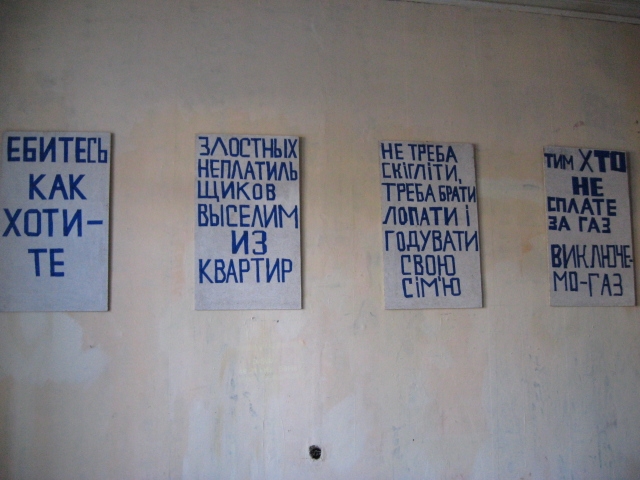 ЕБИТЕСЬ
КАК
ХОТИ-
ТЕ
ЗЛОСТНЫХ
НЕПЛАТИЛЬ
ЩИКОВ
ВЫСЕЛИМ
ИЗ
КВАРТИР
НЕ ТРЕБА
СКІГЛІТИ,
ТРЕБА БРАТИ
ЛОПАТИ І
ГОДУВАТИ
СВОЮ
СІМ'Ю
ТИМ ХТО
НЕ
СПЛАТЕ
ЗА ГАЗ
ВИКЛЮЧЕ-
МО-ГАЗ